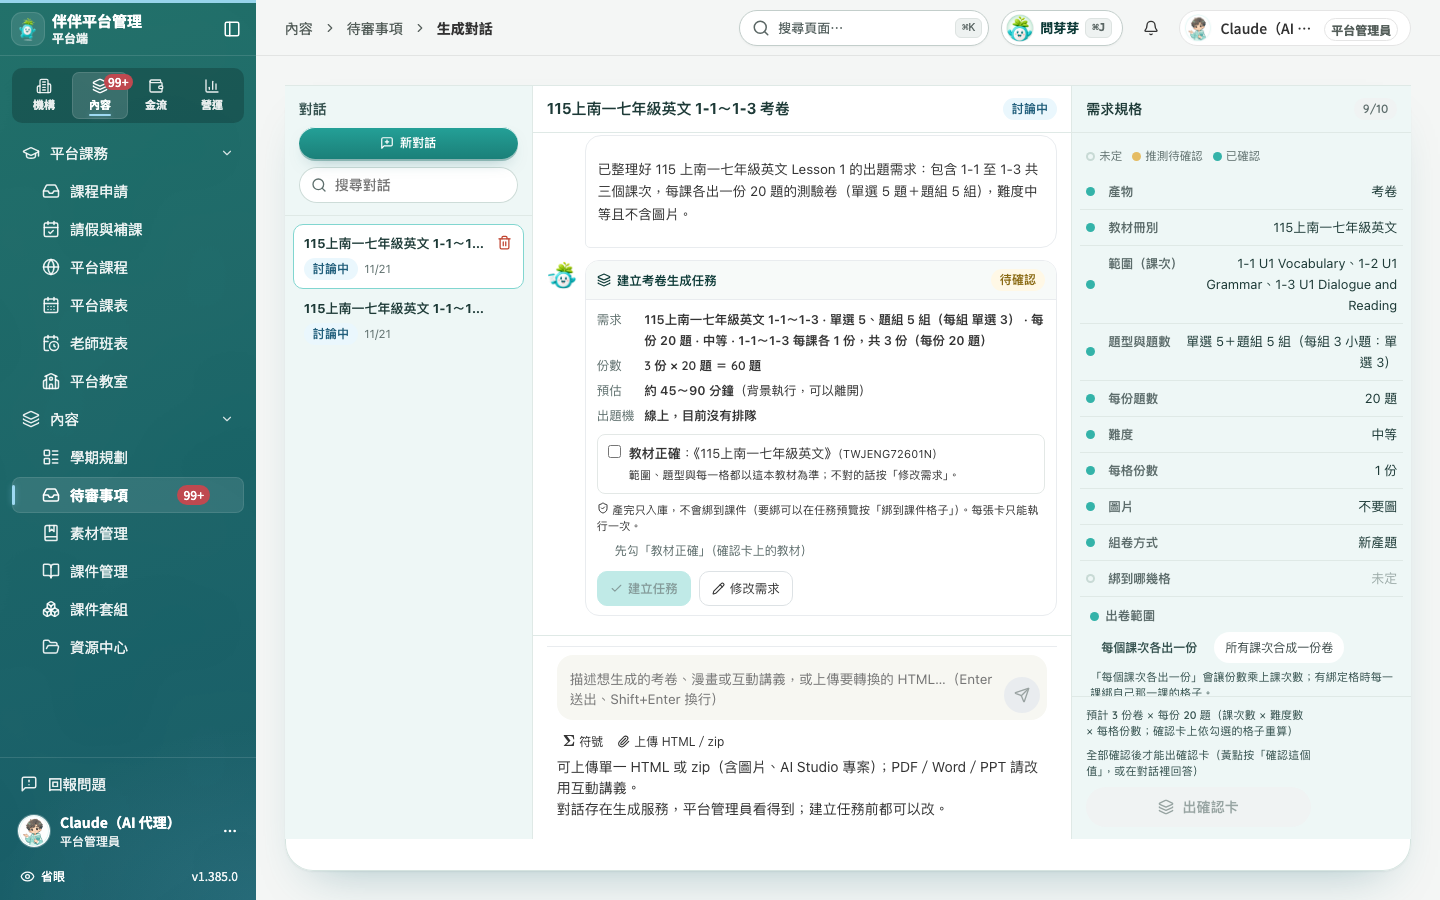 伴伴平台管理
平台端
機構
內容
99+
金流
營運
平台課務
課程申請
請假與補課
平台課程
平台課表
老師班表
平台教室
內容
學期規劃
待審事項
99+
素材管理
課件管理
課件套組
資源中心
回報問題
Claude（AI 代理）
平台管理員
省眼
v1.385.0
內容
待審事項
生成對話
搜尋頁面…
⌘K
問芽芽
⌘J
Claude（AI …
平台管理員
對話
新對話
搜尋對話
115上南一七年級英文 1-1～1...
討論中
11/21
115上南一七年級英文 1-1～1...
討論中
11/21
115上南一七年級英文 1-1～1-3 考卷
討論中
已整理好 115 上南一七年級英文 Lesson 1 的出題需求：包含 1-1 至 1-3 共
三個課次，每課各出一份 20 題的測驗卷（單選 5 題＋題組 5 組），難度中
等且不含圖片。
建立考卷生成任務
待確認
需求
115上南一七年級英文 1-1～1-3 · 單選 5、題組 5 組（每組 單選 3） · 每
份 20 題 · 中等 · 1-1～1-3 每課各 1 份，共 3 份（每份 20 題）
份數
3 份 × 20 題 ＝ 60 題
預估
約 45～90 分鐘（背景執行，可以離開）
出題機
線上，目前沒有排隊
教材正確：《115上南一七年級英文》（TWJENG72601N）
範圍、題型與每一格都以這本教材為準；不對的話按「修改需求」。
產完只入庫，不會綁到課件（要綁可以在任務預覽按「綁到課件格子」）。每張卡只能執
行一次。
先勾「教材正確」（確認卡上的教材）
建立任務
修改需求
描述想生成的考卷、漫畫或互動講義，或上傳要轉換的 HTML...（Enter
送出、Shift+Enter 換行）
符號
上傳 HTML / zip
可上傳單一 HTML 或 zip（含圖片、AI Studio 專案）；PDF / Word / PPT 請改
用互動講義。
對話存在生成服務，平台管理員看得到；建立任務前都可以改。
需求規格
9/10
未定
推測待確認
已確認
產物
考卷
教材冊別
115上南一七年級英文
範圍（課次）
1-1 U1 Vocabulary、1-2 U1
Grammar、1-3 U1 Dialogue and
Reading
題型與題數
單選 5＋題組 5 組（每組 3 小題：單
選 3）
每份題數
20 題
難度
中等
每格份數
1 份
圖片
不要圖
組卷方式
新產題
綁到哪幾格
未定
出卷範圍
每個課次各出一份
所有課次合成一份卷
「每個課次各出一份」會讓份數乘上課次數；有綁定格時每一
課綁自己那一課的格子。
預計 3 份卷 × 每份 20 題（課次數 × 難度數
× 每格份數；確認卡上依勾選的格子重算）
全部確認後才能出確認卡（黃點按「確認這個
值」，或在對話裡回答）
出確認卡